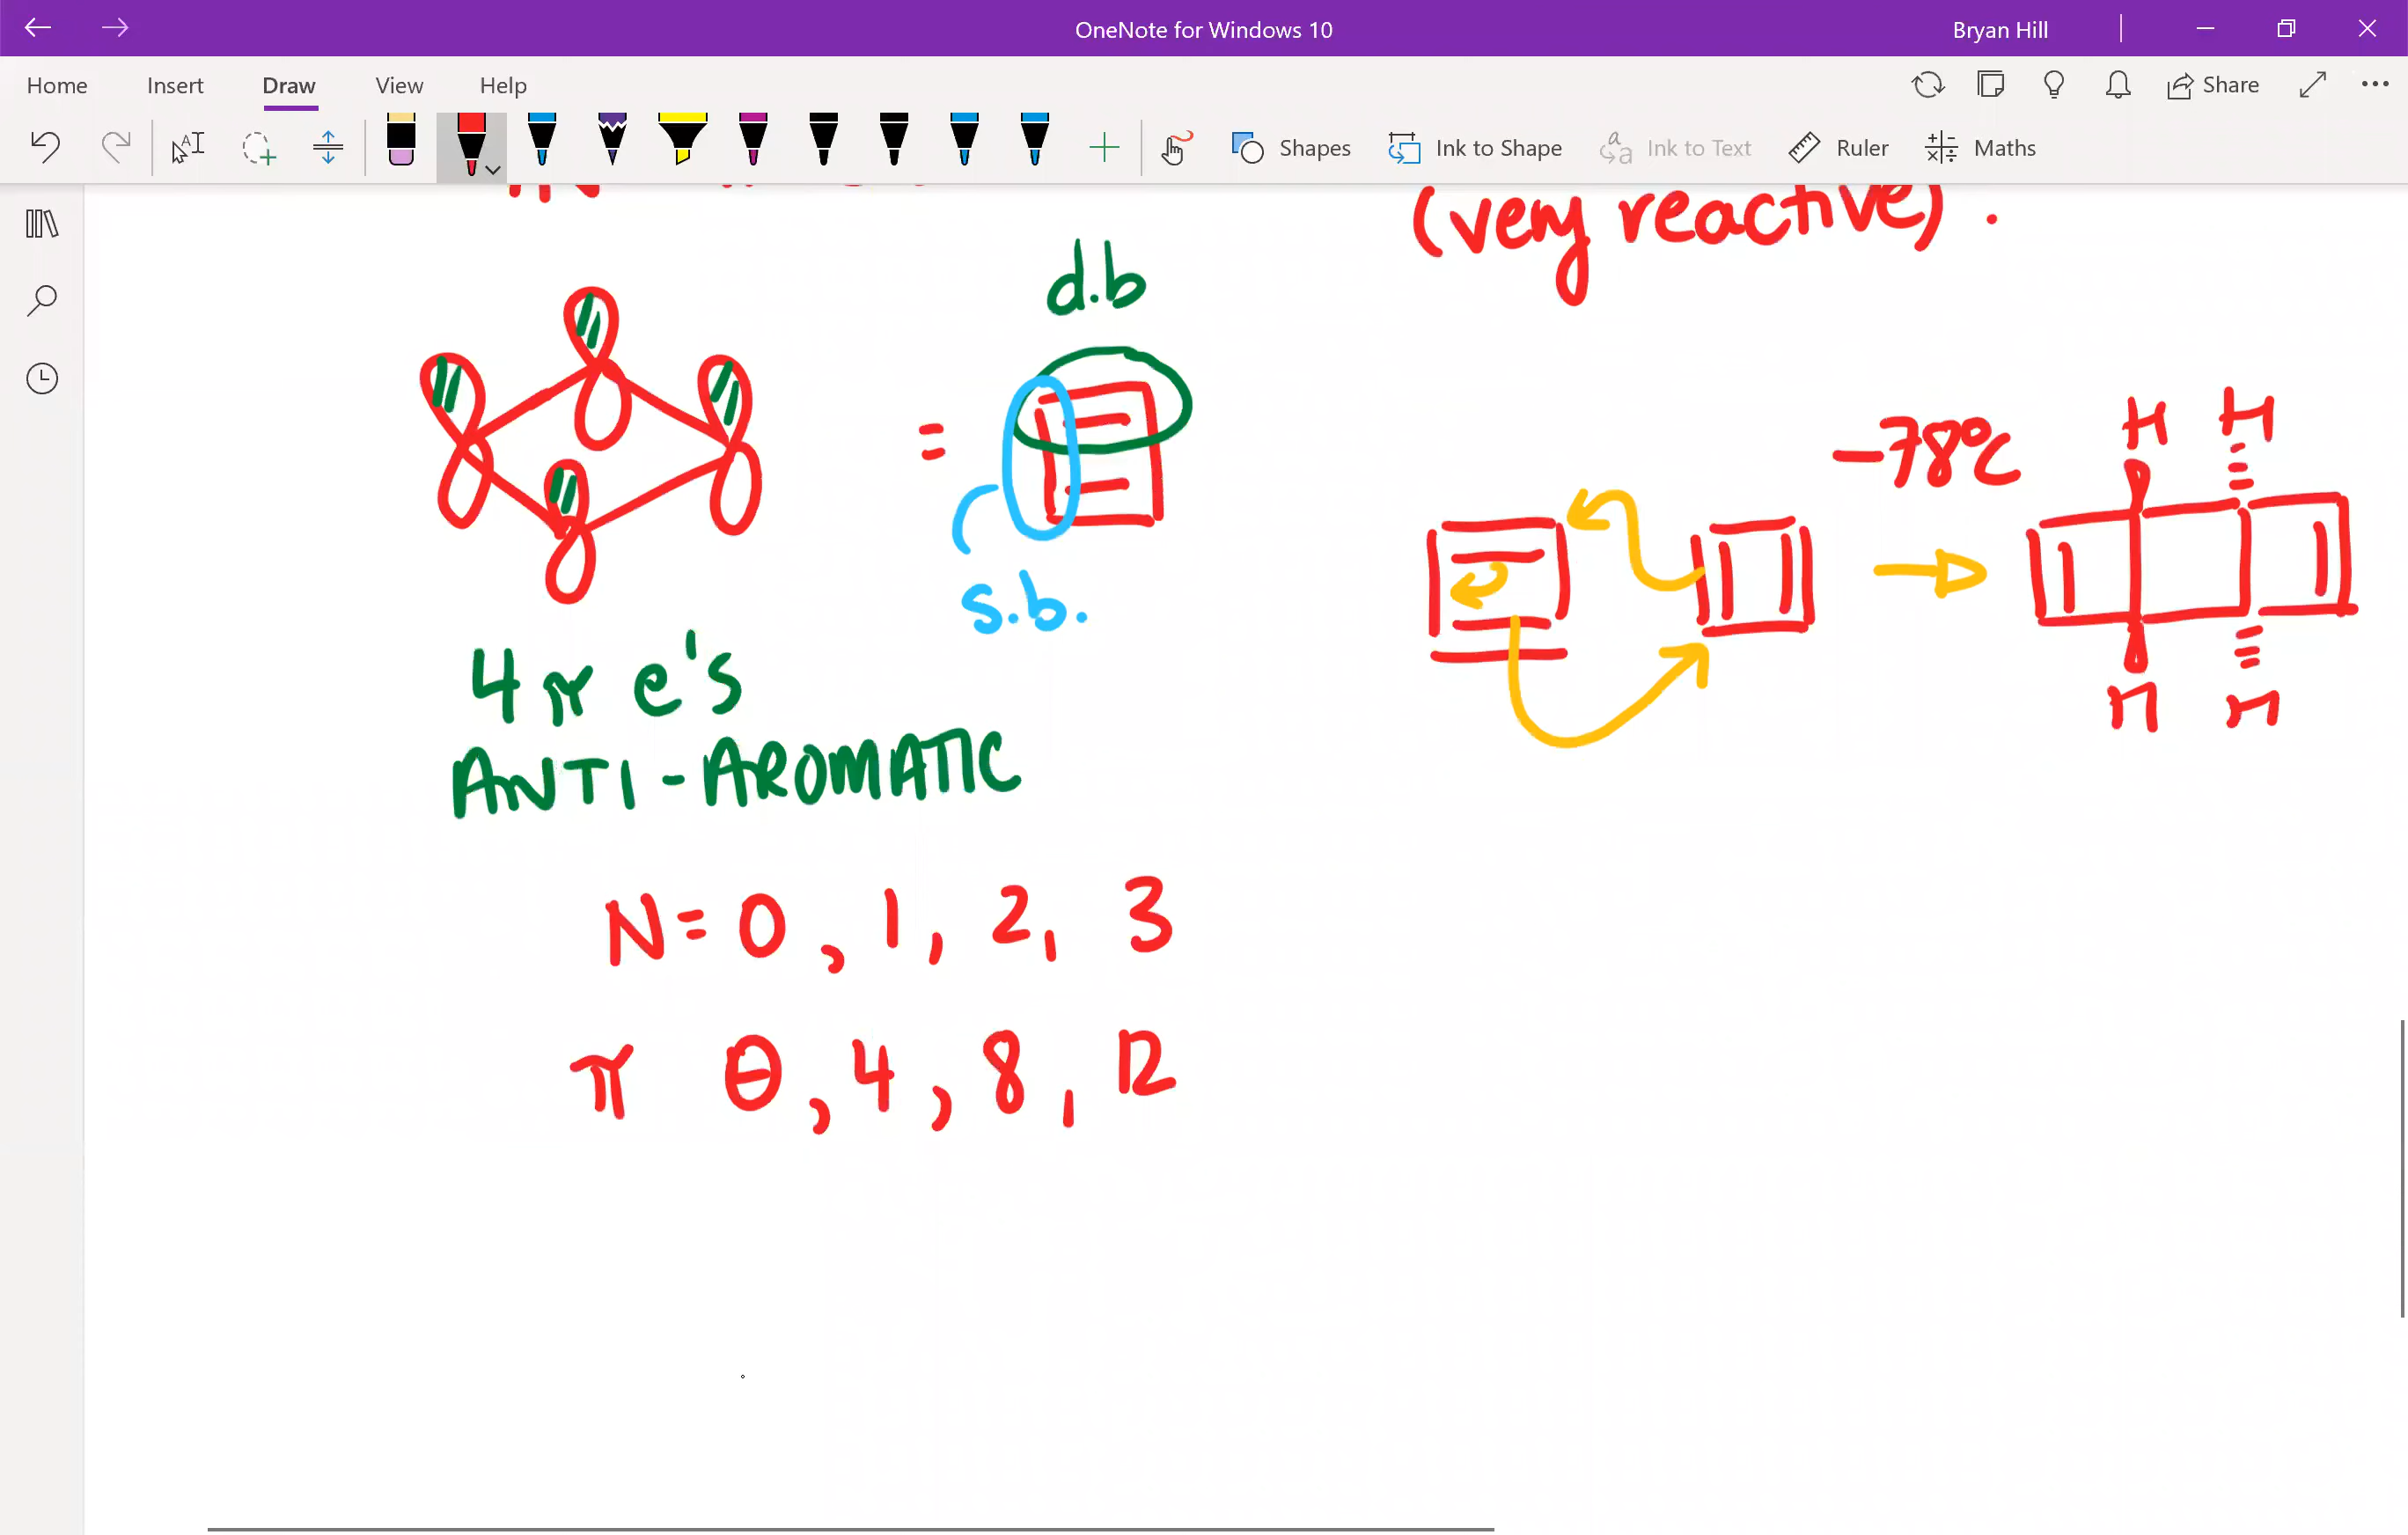 OneNote for Windows 10
Bryan Hill
Home Insert Draw View Help
Share
Shapes
Ink to Shape
Ink to Text
Ruler
Maths
(very reactive).
d.b
=
s.b.
4π e's
ANTI-AROMATIC
-78°C
H H
H H
N= 0, 1, 2, 3
π 0, 4, 8, 12